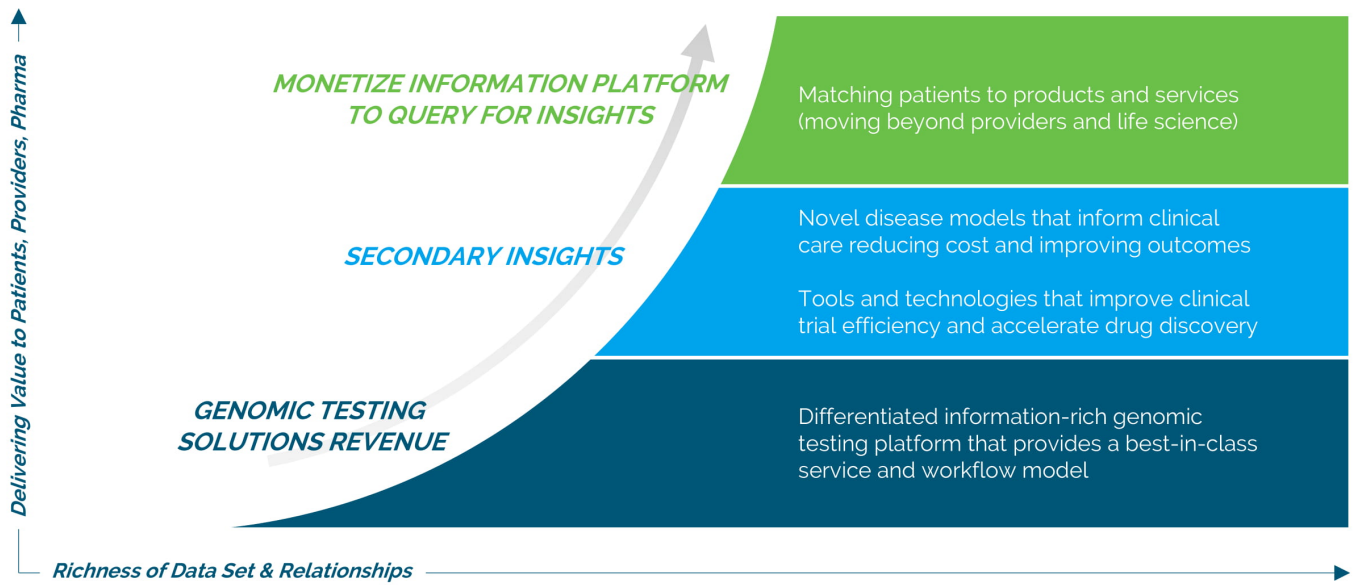 Delivering Value to Patients, Providers, Pharma
MONETIZE INFORMATION PLATFORM
TO QUERY FOR INSIGHTS
Matching patients to products and services
(moving beyond providers and life science)
SECONDARY INSIGHTS
Novel disease models that inform clinical
care reducing cost and improving outcomes
Tools and technologies that improve clinical
trial efficiency and accelerate drug discovery
GENOMIC TESTING
SOLUTIONS REVENUE
Differentiated information-rich genomic
testing platform that provides a best-in-class
service and workflow model
Richness of Data Set & Relationships